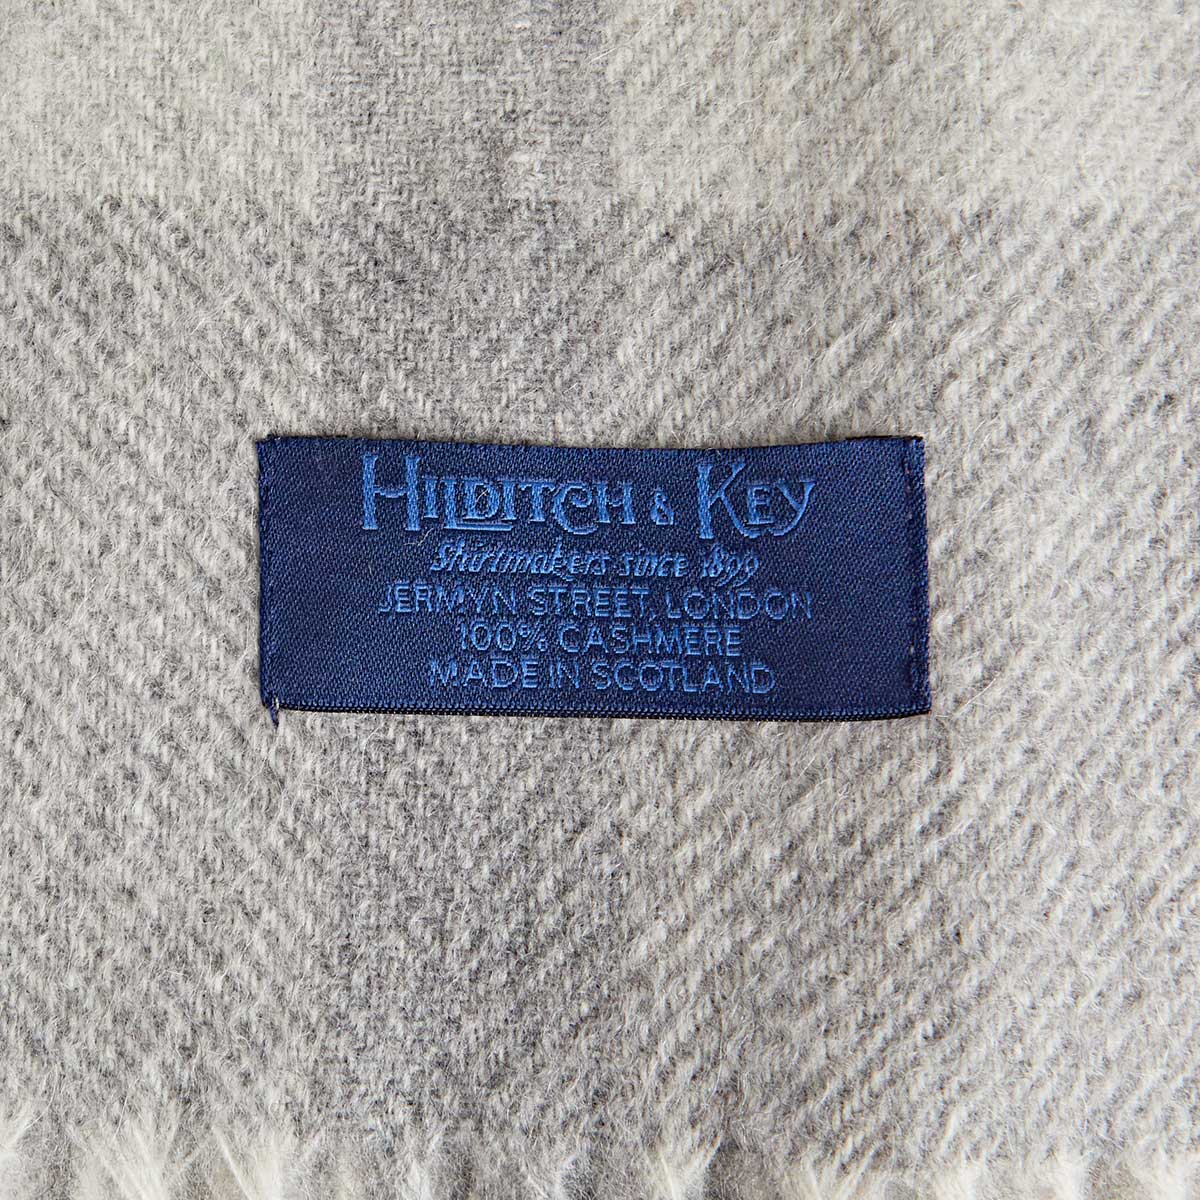 HILDITCH & KEY
Shirtmakers since 1899
JERMYN STREET, LONDON
100% CASHMERE
MADE IN SCOTLAND